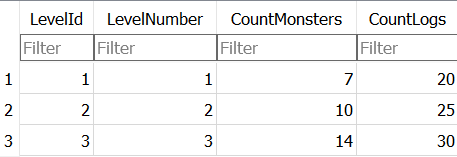 LevelId LevelNumber CountMonsters CountLogs
Filter Filter Filter Filter
1 1 1 7 20
2 2 2 10 25
3 3 3 14 30